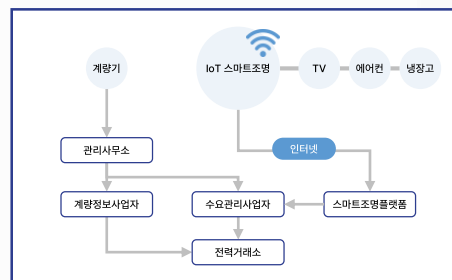 계량기
IoT 스마트조명
TV
에어컨
냉장고
관리사무소
인터넷
계량정보사업자
수요관리사업자
스마트조명플랫폼
전력거래소